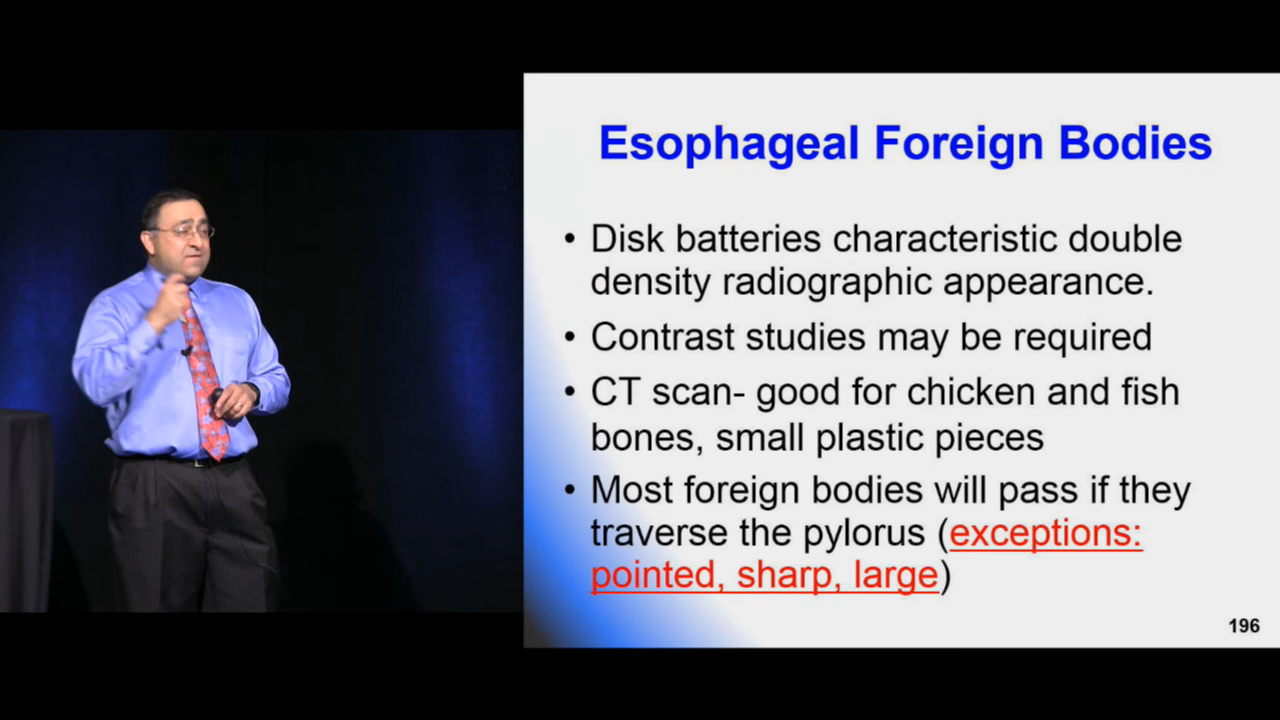 Esophageal Foreign Bodies
• Disk batteries characteristic double
density radiographic appearance.
• Contrast studies may be required
• CT scan- good for chicken and fish
bones, small plastic pieces
• Most foreign bodies will pass if they
traverse the pylorus (exceptions:
pointed, sharp, large)
196